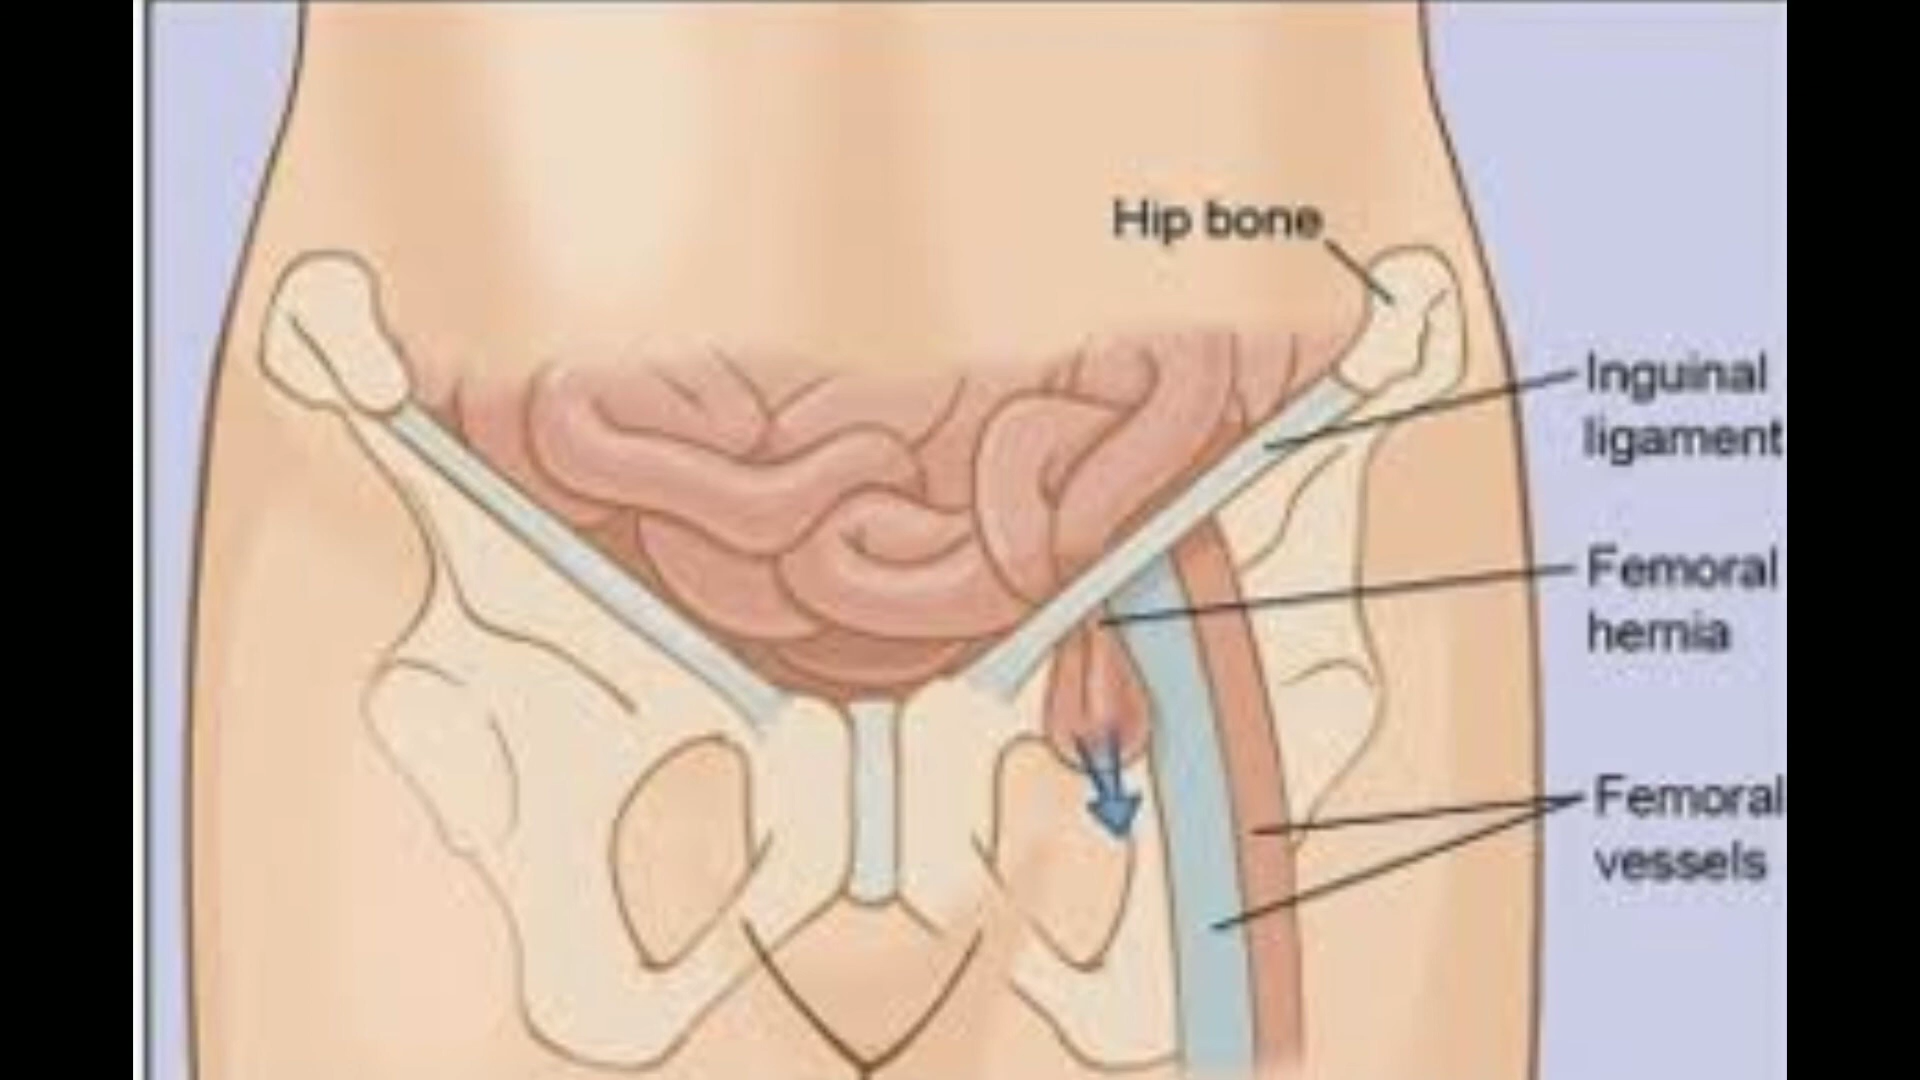 Hip bone
Inguinal
ligament
Femoral
hernia
Femoral
vessels